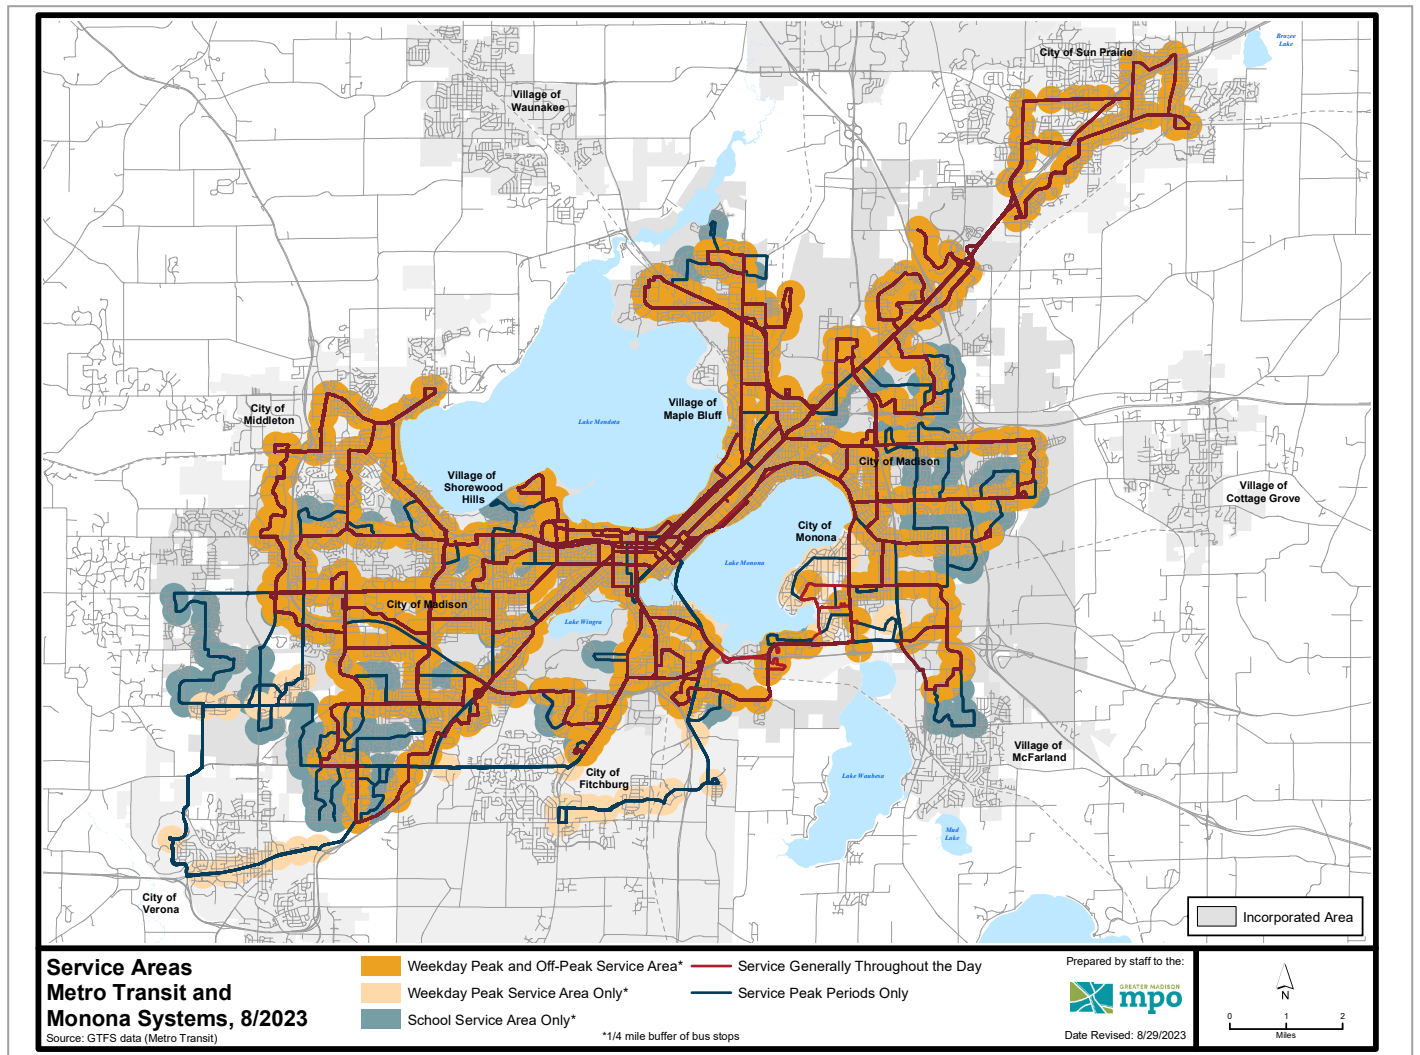 City of Sun Prairie
Brazee
Lake
Village of
Waunakee
Village of
Maple Bluff
City of
Middleton
Lake Mendota
Village of
Shorewood
Hills
City of Madison
Village of
Cottage Grove
City of
Monona
Lake Monona
City of Madison
Lake Wingra
Village of
McFarland
City of
Fitchburg
Lake Waubesa
Mud
Lake
City of
Verona
Incorporated Area
Service Areas
Metro Transit and
Monona Systems, 8/2023
Source: GTFS data (Metro Transit)
Weekday Peak and Off-Peak Service Area*
Weekday Peak Service Area Only*
School Service Area Only*
Service Generally Throughout the Day
Service Peak Periods Only
*1/4 mile buffer of bus stops
Prepared by staff to the:
GREATER MADISON
mpo
Date Revised: 8/29/2023
N
0 1 2
Miles